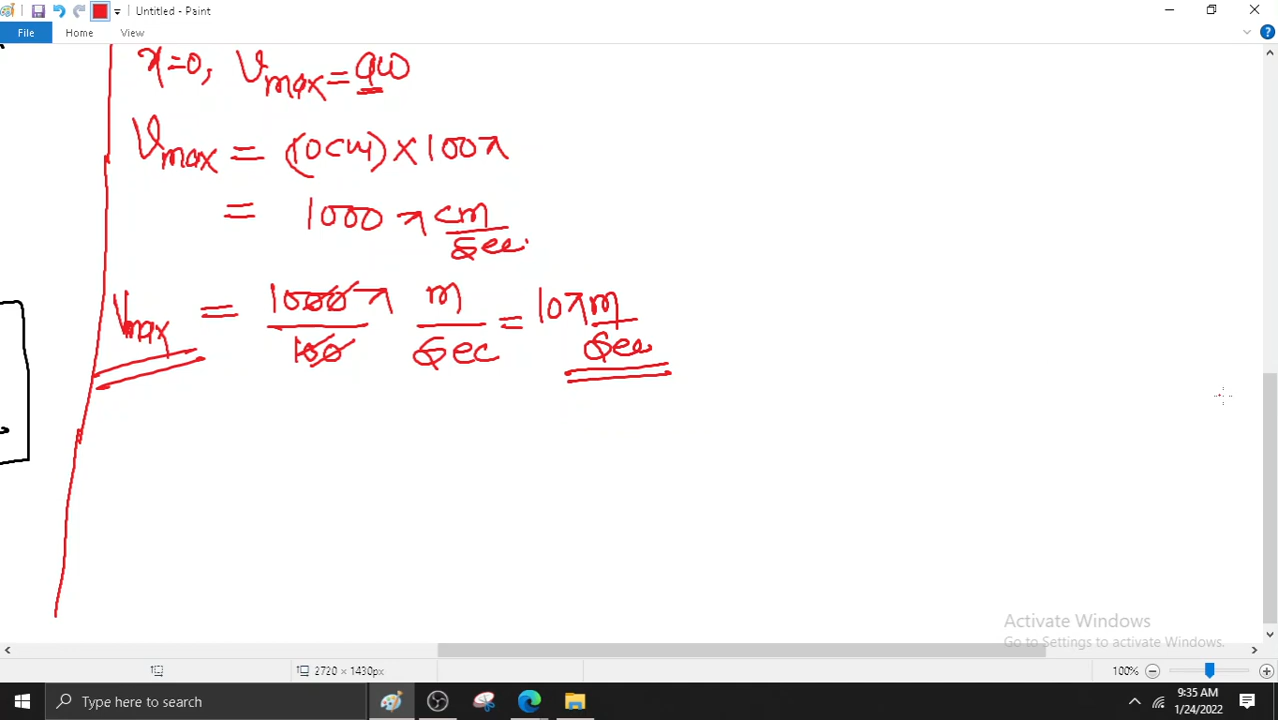 Untitled - Paint
File Home View
x=0, Vmax = aω
Vmax = (10cm) × 100π
= 1000 π cm/sec.
Vmax = 1000π/100 m/sec = 10π m/sec
Activate Windows
Go to Settings to activate Windows.
2720 × 1430px
100%
Type here to search
9:35 AM
1/24/2022